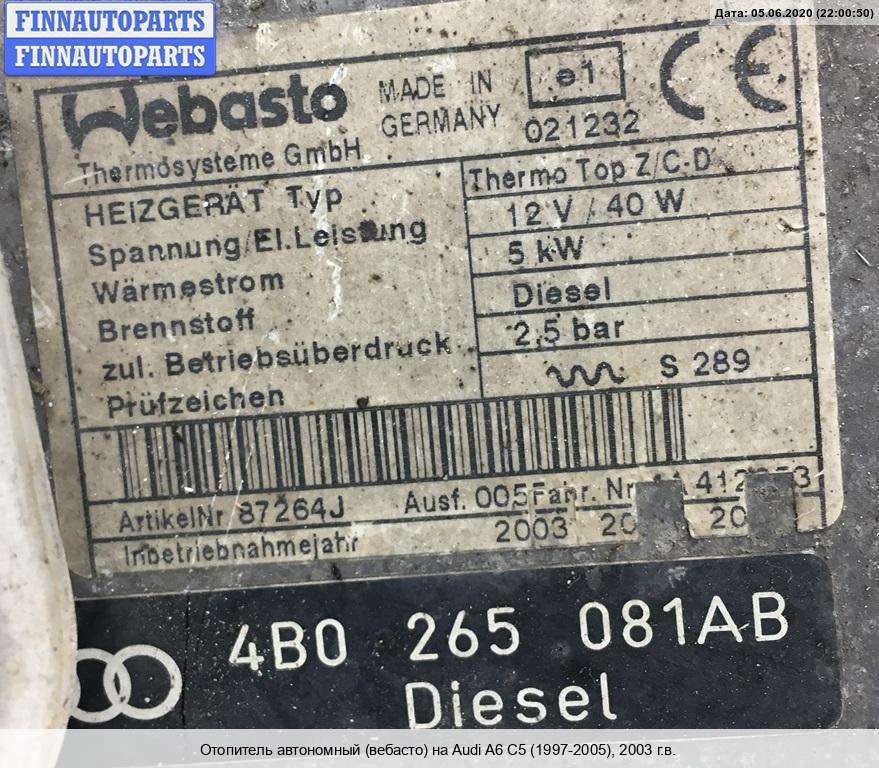 FINNAUTOPARTS
FINNAUTOPARTS
Дата: 05.06.2020 (22:00:50)
Webasto
Thermosysteme GmbH
MADE IN
GERMANY
e1
021232
CE
HEIZGERÄT Typ Thermo Top Z/C-D
Spannung/El.Leistung 12 V / 40 W
Wärmestrom 5 kW
Brennstoff Diesel
zul. Betriebsüberdruck 2,5 bar
Prüfzeichen S 289
ArtikelNr 87264J Ausf. 005 Fabr. Nr
Inbetriebnahmejahr 2003
4B0 265 081AB
Diesel
Отопитель автономный (вебасто) на Audi A6 C5 (1997-2005), 2003 г.в.